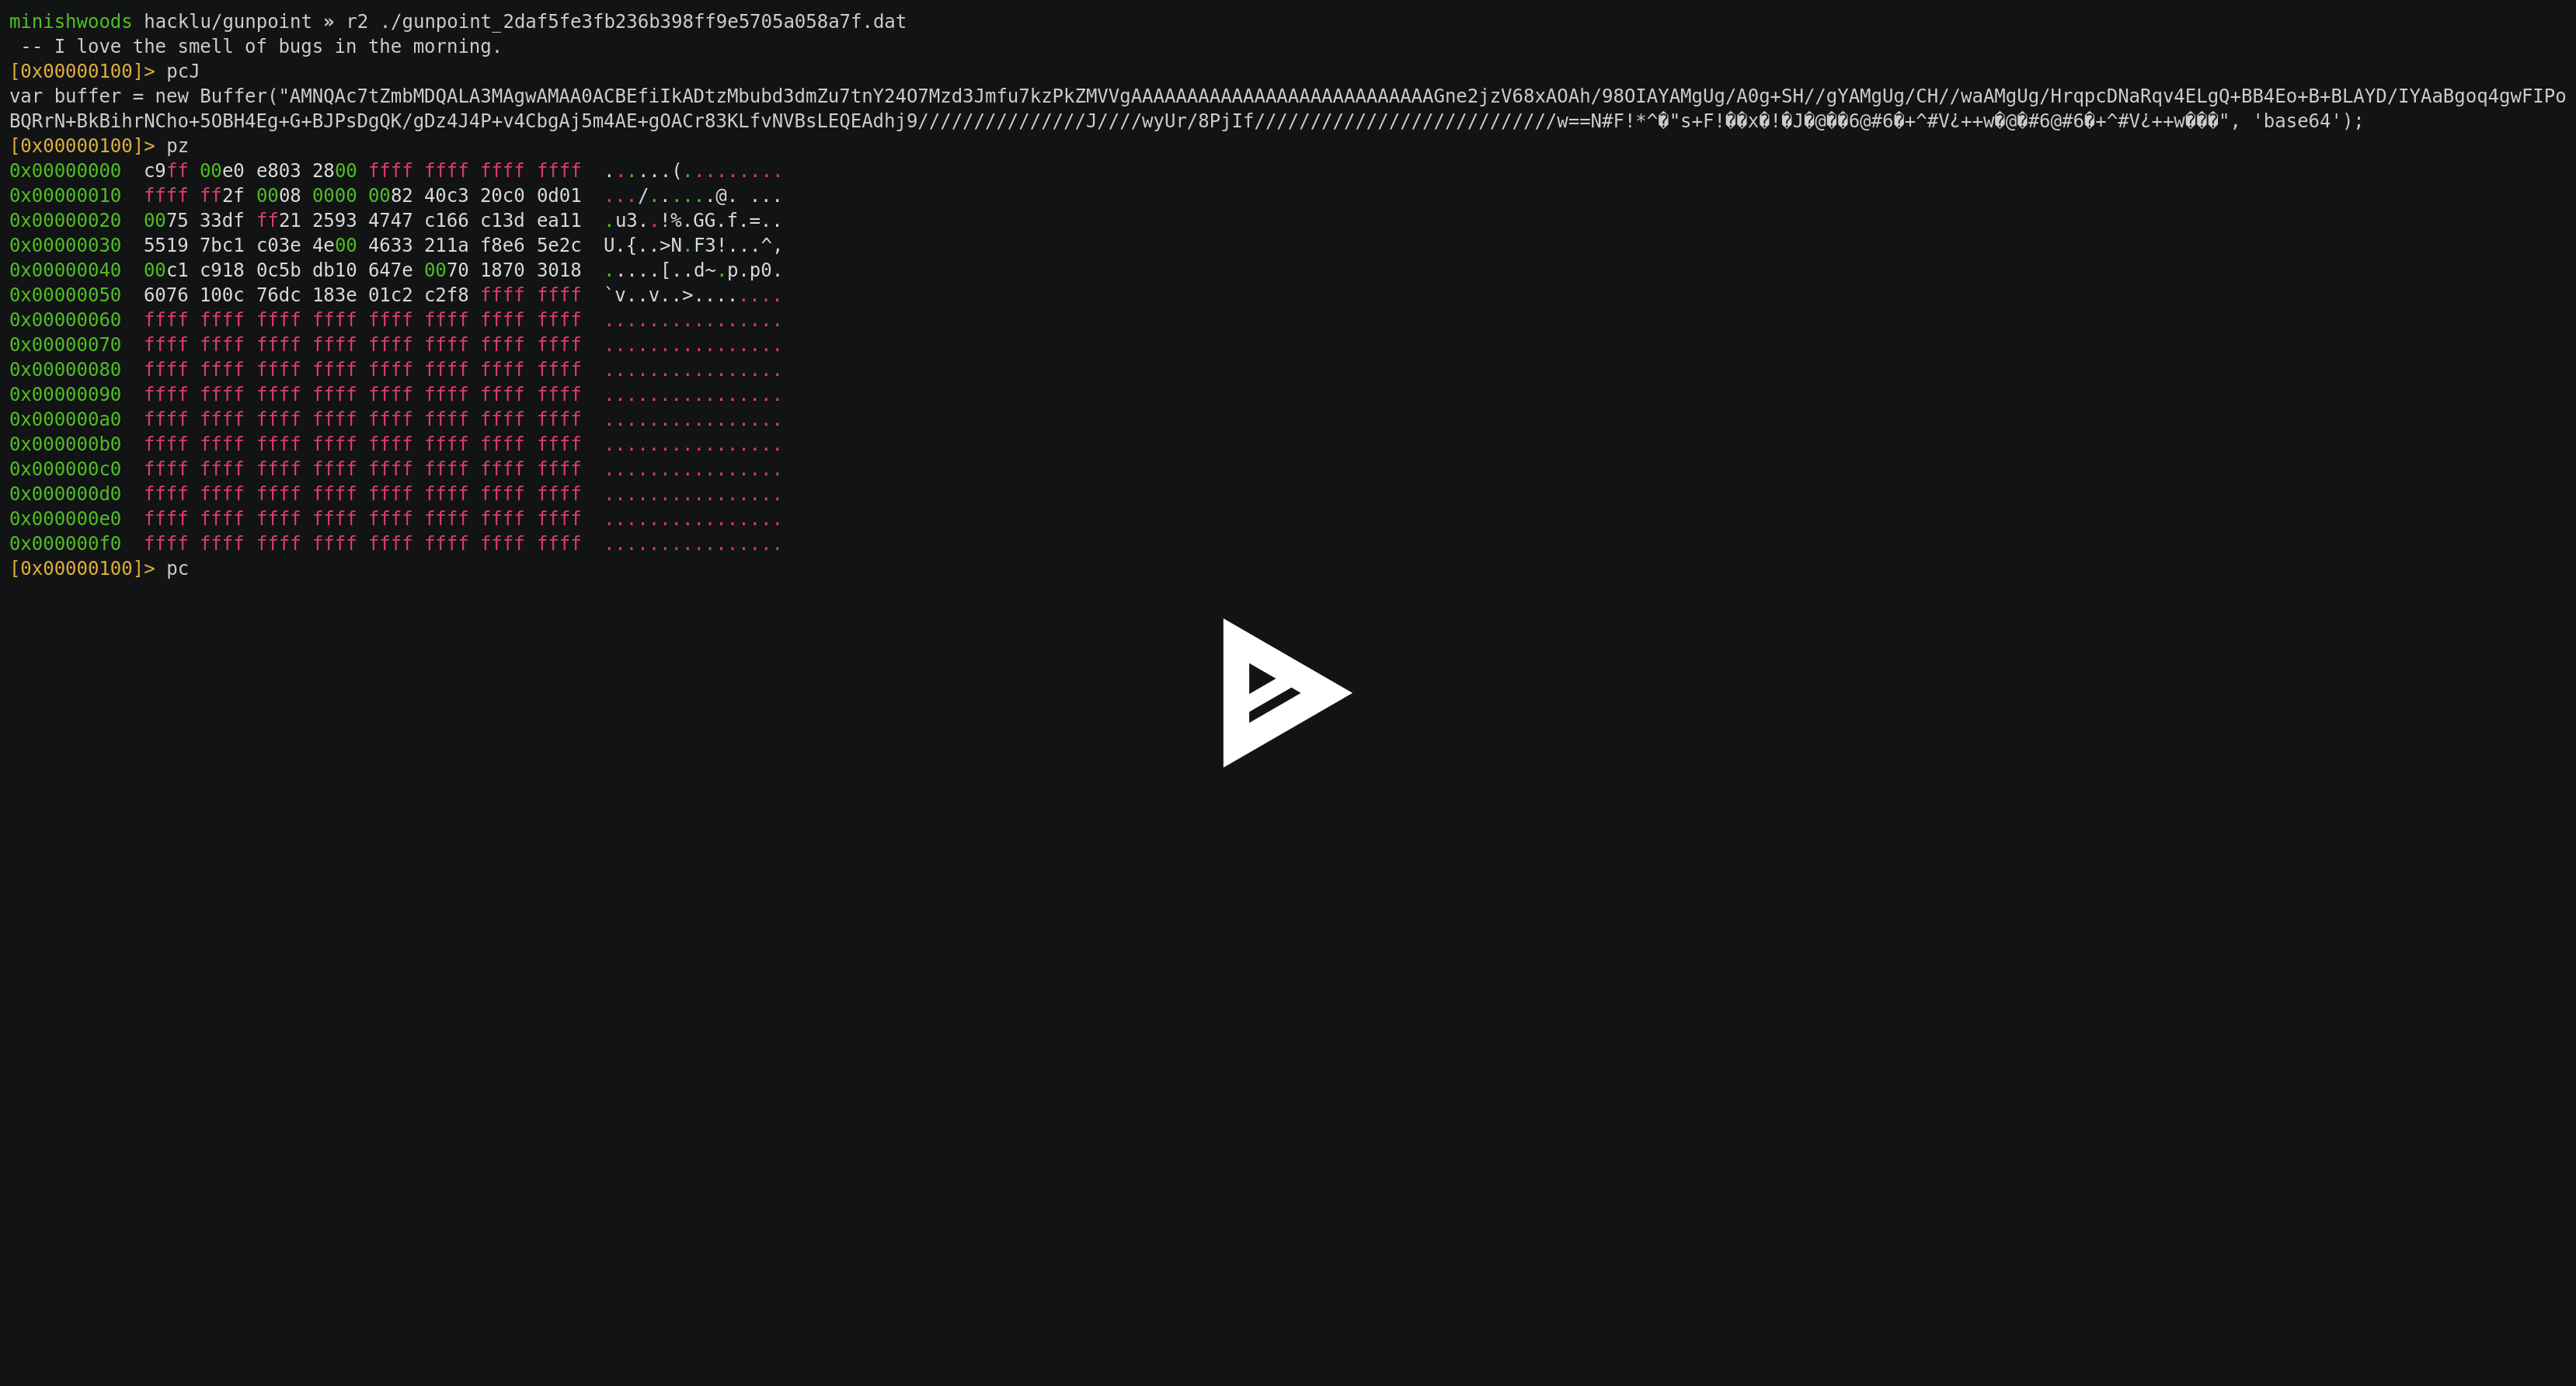 minishwoods hacklu/gunpoint » r2 ./gunpoint_2daf5fe3fb236b398ff9e5705a058a7f.dat
 -- I love the smell of bugs in the morning.
[0x00000100]> pcJ
var buffer = new Buffer("AMNQAc7tZmbMDQALA3MAgwAMAA0ACBEfiIkADtzMbubd3dmZu7tnY24O7Mzd3Jmfu7kzPkZMVVgAAAAAAAAAAAAAAAAAAAAAAAAAAAGne2jzV68xAOAh/98OIAYAMgUg/A0g+SH//gYAMgUg/CH//waAMgUg/HrqpcDNaRqv4ELgQ+BB4Eo+B+BLAYD/IYAaBgoq4gwFIPo
BQRrN+BkBihrNCho+5OBH4Eg+G+BJPsDgQK/gDz4J4P+v4CbgAj5m4AE+gOACr83KLfvNVBsLEQEAdhj9///////////////J////wyUr/8PjIf///////////////////////////w==N#F!*^�"s+F!��x�!�J�@��6@#6�+^#V¿++w�@�#6@#6�+^#V¿++w���", 'base64');
[0x00000100]> pz
0x00000000  c9ff 00e0 e803 2800 ffff ffff ffff ffff  ......(.........
0x00000010  ffff ff2f 0008 0000 0082 40c3 20c0 0d01  .../......@. ...
0x00000020  0075 33df ff21 2593 4747 c166 c13d ea11  .u3..!%.GG.f.=..
0x00000030  5519 7bc1 c03e 4e00 4633 211a f8e6 5e2c  U.{..>N.F3!...^,
0x00000040  00c1 c918 0c5b db10 647e 0070 1870 3018  .....[..d~.p.p0.
0x00000050  6076 100c 76dc 183e 01c2 c2f8 ffff ffff  `v..v..>........
0x00000060  ffff ffff ffff ffff ffff ffff ffff ffff  ................
0x00000070  ffff ffff ffff ffff ffff ffff ffff ffff  ................
0x00000080  ffff ffff ffff ffff ffff ffff ffff ffff  ................
0x00000090  ffff ffff ffff ffff ffff ffff ffff ffff  ................
0x000000a0  ffff ffff ffff ffff ffff ffff ffff ffff  ................
0x000000b0  ffff ffff ffff ffff ffff ffff ffff ffff  ................
0x000000c0  ffff ffff ffff ffff ffff ffff ffff ffff  ................
0x000000d0  ffff ffff ffff ffff ffff ffff ffff ffff  ................
0x000000e0  ffff ffff ffff ffff ffff ffff ffff ffff  ................
0x000000f0  ffff ffff ffff ffff ffff ffff ffff ffff  ................
[0x00000100]> pc